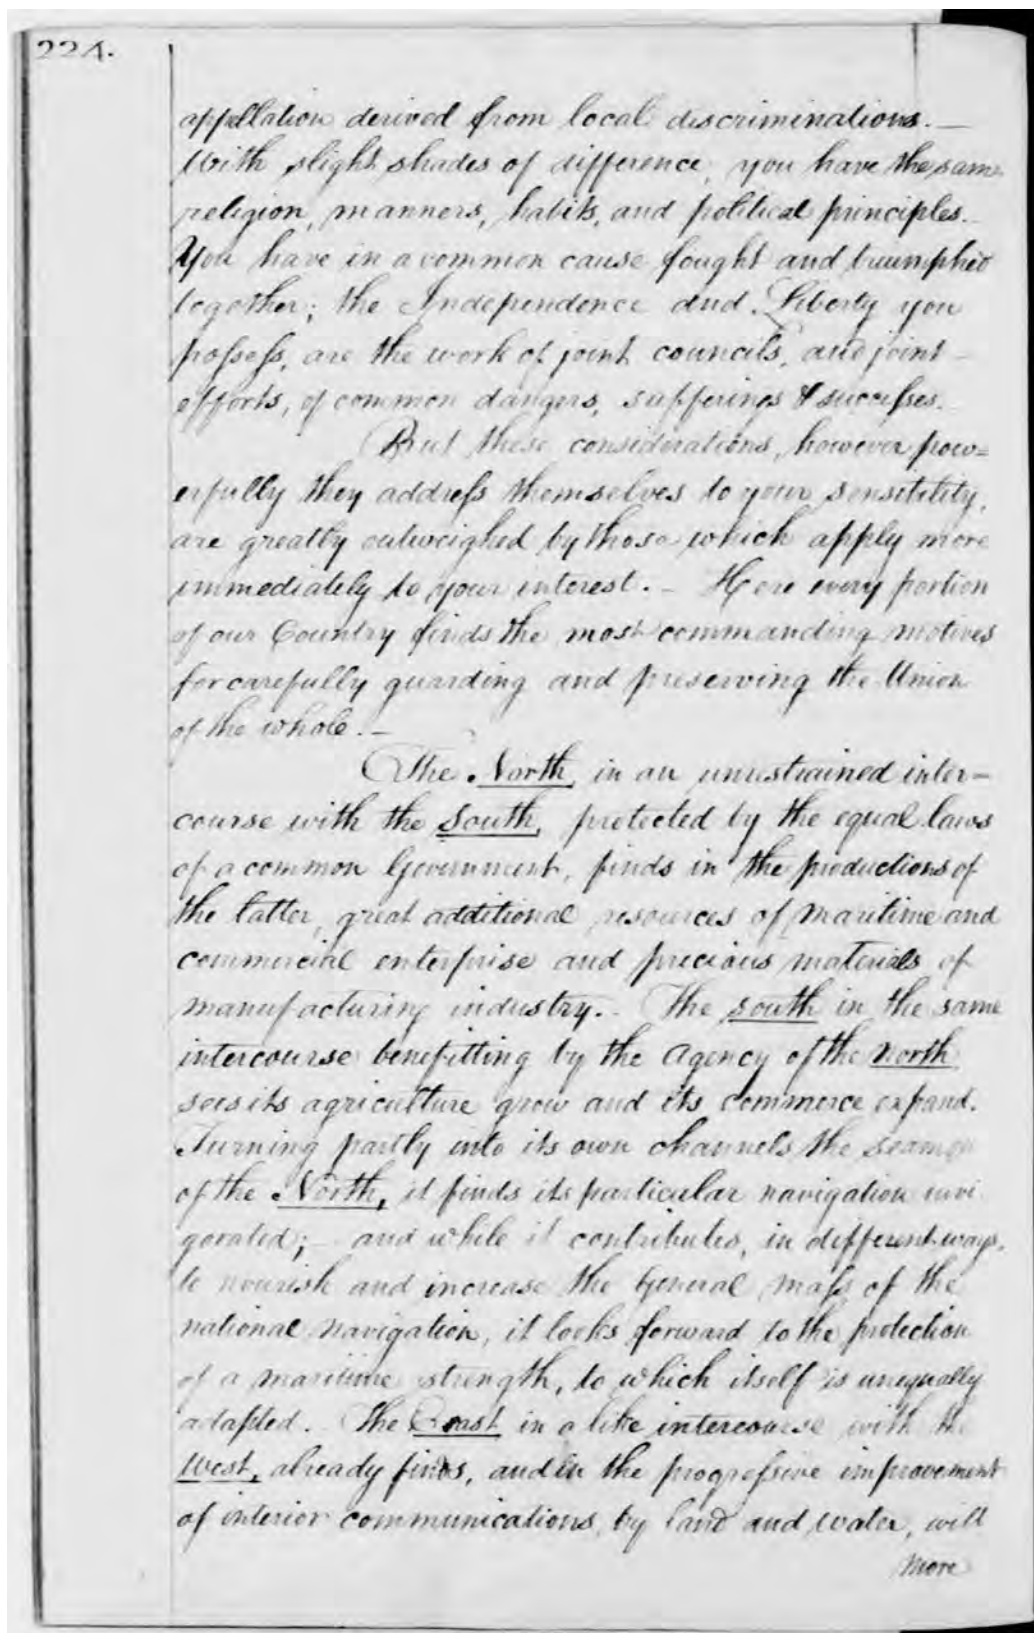 224.
appellation derived from local discriminations. —
With slight shades of difference, you have the same
religion, manners, habits, and political principles.
You have in a common cause fought and triumphed
together; the Independence and Liberty you
possess, are the work of joint councils, and joint
efforts, of common dangers, sufferings & successes.
But these considerations, however pow=
erfully they address themselves to your sensibility,
are greatly outweighed by those which apply more
immediately to your interest. — Here every portion
of our Country finds the most commanding motives
for carefully guarding and preserving the Union
of the whole. —
The North, in an unrestrained inter-
course with the South, protected by the equal laws
of a common Government, finds in the productions of
the latter, great additional resources of maritime and
commercial enterprise and precious materials of
manufacturing industry. The South in the same
intercourse benefitting by the Agency of the North
sees its agriculture grow and its commerce expand.
Turning partly into its own channels the seamen
of the North, it finds its particular navigation invi
gorated; — and while it contributes, in different ways,
to nourish and increase the General mass of the
national navigation, it looks forward to the protection
of a maritime strength, to which itself is unequally
adapted. The East in a like intercourse with the
West, already finds, and in the progressive improvement
of interior communications, by land and water, will
more